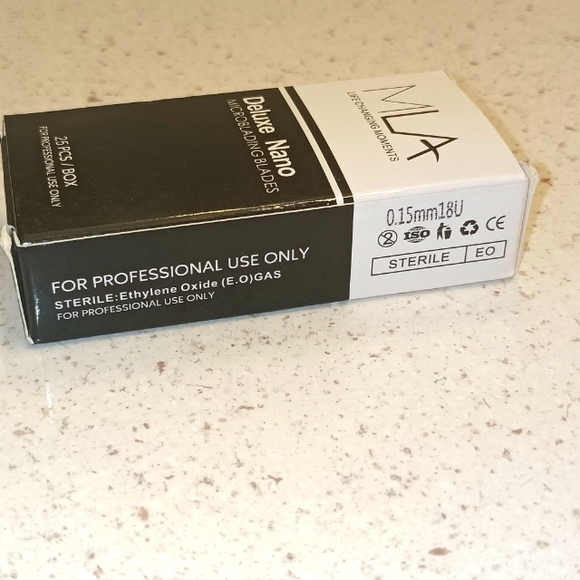 MLA
LIFE CHANGING MOMENTS
Deluxe Nano
MICROBLADING BLADES
25 PCS / BOX
FOR PROFESSIONAL USE ONLY
0.15mm18U
2 ISO CE
STERILE EO
FOR PROFESSIONAL USE ONLY
STERILE:Ethylene Oxide (E.O)GAS
FOR PROFESSIONAL USE ONLY